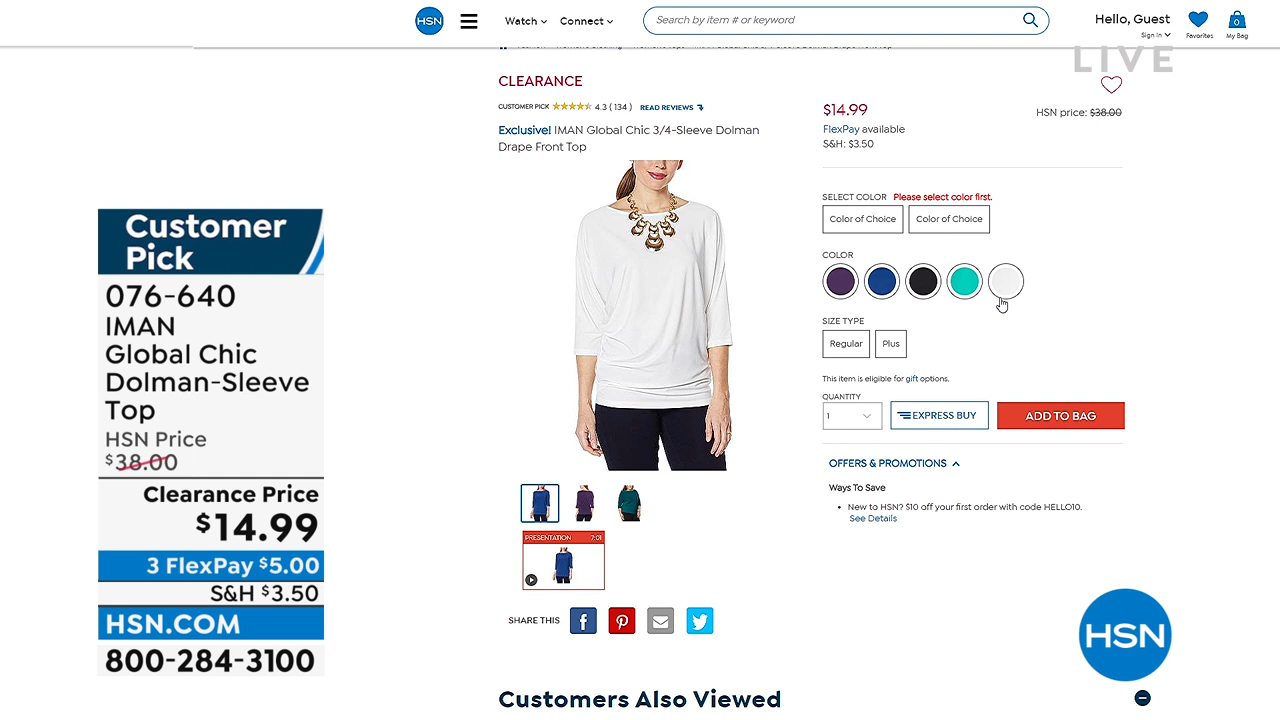 HSN
Watch
Connect
Search by item # or keyword
Hello, Guest
Sign In
Favorites
0
My Bag
LIVE
CLEARANCE
CUSTOMER PICK 4.3 ( 134 ) READ REVIEWS
Exclusive! IMAN Global Chic 3/4-Sleeve Dolman
Drape Front Top
$14.99
HSN price: $38.00
FlexPay available
S&H: $3.50
SELECT COLOR Please select color first.
Color of Choice
Color of Choice
COLOR
SIZE TYPE
Regular
Plus
This item is eligible for gift options.
QUANTITY
1
EXPRESS BUY
ADD TO BAG
OFFERS & PROMOTIONS
Ways To Save
• New to HSN? $10 off your first order with code HELLO10.
See Details
PRESENTATION 7:01
SHARE THIS
Customers Also Viewed
Customer
Pick
076-640
IMAN
Global Chic
Dolman-Sleeve
Top
HSN Price
$38.00
Clearance Price
$14.99
3 FlexPay $5.00
S&H $3.50
HSN.COM
800-284-3100
HSN